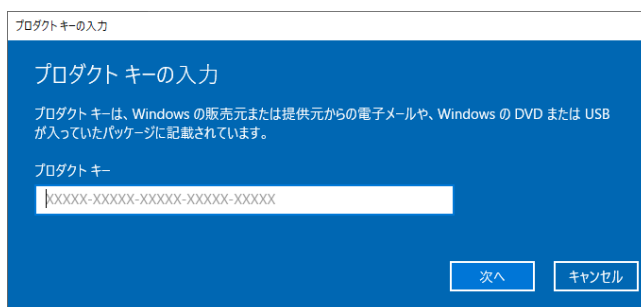 プロダクト キーの入力
プロダクト キーの入力
プロダクト キーは、Windows の販売元または提供元からの電子メールや、Windows の DVD または USB
が入っていたパッケージに記載されています。
プロダクト キー
XXXXX-XXXXX-XXXXX-XXXXX-XXXXX
次へ
キャンセル